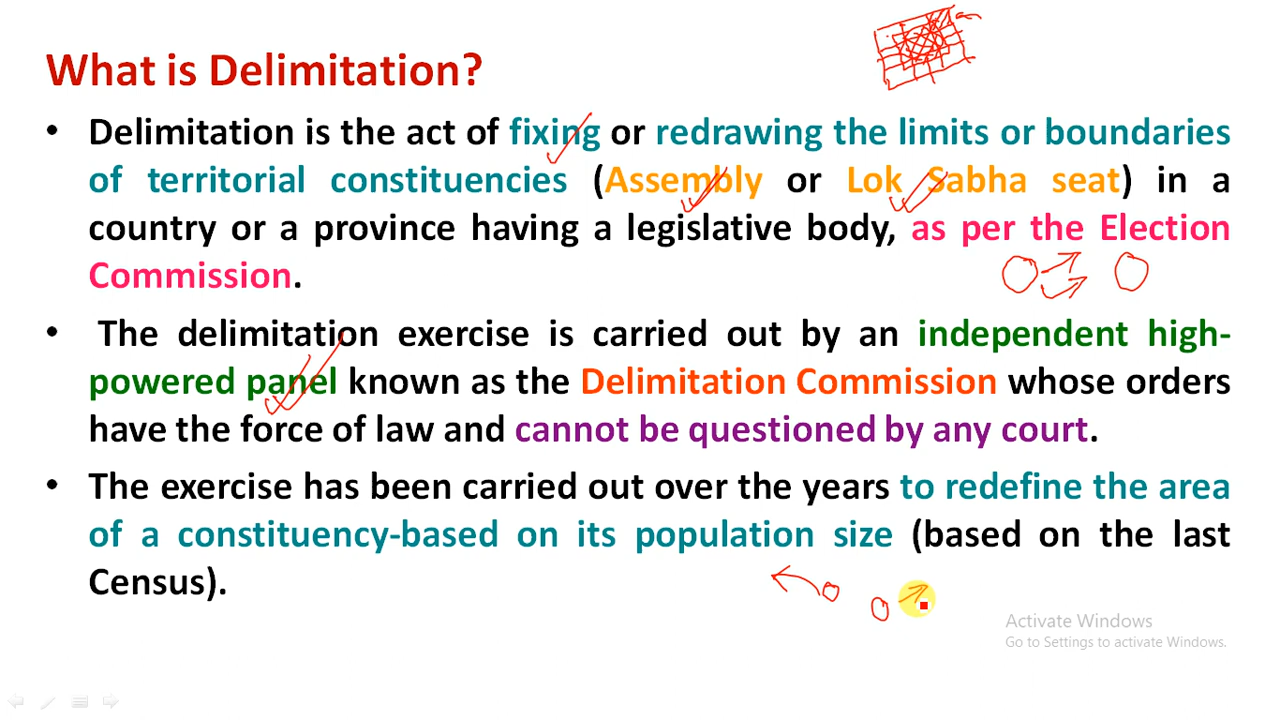 What is Delimitation?
• Delimitation is the act of fixing or redrawing the limits or boundaries
of territorial constituencies (Assembly or Lok Sabha seat) in a
country or a province having a legislative body, as per the Election
Commission.
• The delimitation exercise is carried out by an independent high-
powered panel known as the Delimitation Commission whose orders
have the force of law and cannot be questioned by any court.
• The exercise has been carried out over the years to redefine the area
of a constituency-based on its population size (based on the last
Census).
Activate Windows
Go to Settings to activate Windows.